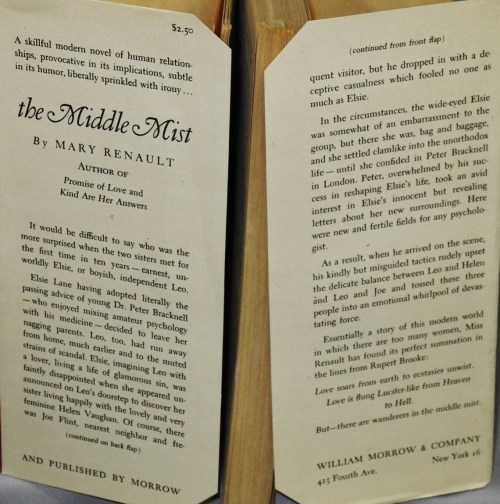 $2.50
A skillful modern novel of human relation-
ships, provocative in its implications, subtle
in its humor, liberally sprinkled with irony...
the Middle Mist
By MARY RENAULT
AUTHOR OF
Promise of Love and
Kind Are Her Answers
It would be difficult to say who was the
more surprised when the two sisters met for
the first time in ten years — earnest, un-
worldly Elsie, or boyish, independent Leo.
Elsie Lane having adopted literally the
passing advice of young Dr. Peter Bracknell
— who enjoyed mixing amateur psychology
with his medicine — decided to leave her
nagging parents. Leo, too, had run away
from home, much earlier and to the muted
strains of scandal. Elsie, imagining Leo with
a lover, living a life of glamorous sin, was
faintly disappointed when she appeared un-
announced on Leo's doorstep to discover her
sister living happily with the lovely and very
feminine Helen Vaughan. Of course, there
was Joe Flint, nearest neighbor and fre-
(continued on back flap)
AND PUBLISHED BY MORROW
(continued from front flap)
quent visitor, but he dropped in with a de-
ceptive casualness which fooled no one as
much as Elsie.
In the circumstances, the wide-eyed Elsie
was somewhat of an embarrassment to the
group, but there she was, bag and baggage,
and she settled clamlike into the unorthodox
life — until she confided in Peter Bracknell
in London. Peter, overwhelmed by his suc-
cess in reshaping Elsie's life, took an avid
interest in Elsie's innocent but revealing
letters about her new surroundings. Here
were new and fertile fields for any psycholo-
gist.
As a result, when he arrived on the scene,
his kindly but misguided tactics rudely upset
the delicate balance between Leo and Helen
and Leo and Joe and tossed these three
people into an emotional whirlpool of devas-
tating force.
Essentially a story of this modern world
in which there are too many women, Miss
Renault has found its perfect summation in
the lines from Rupert Brooke:
Love soars from earth to ecstasies unwist.
Love is flung Lucifer-like from Heaven
to Hell.
But—there are wanderers in the middle mist.
WILLIAM MORROW & COMPANY
425 Fourth Ave. New York 16